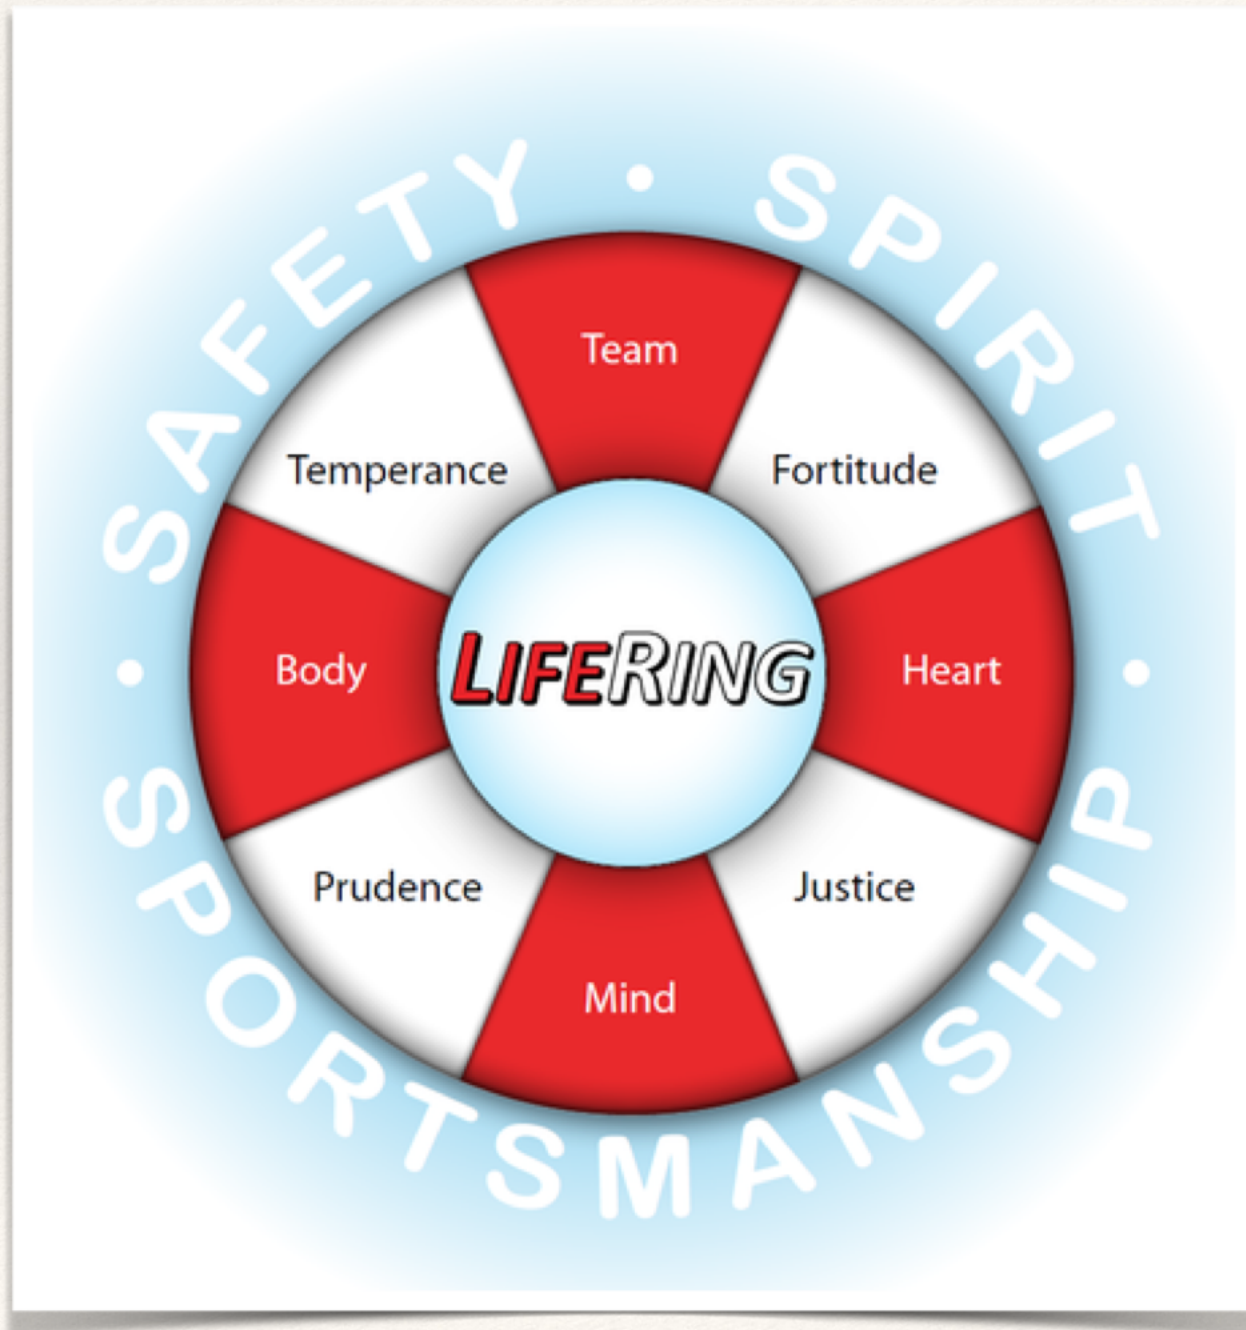 SAFETY • SPIRIT • SPORTSMANSHIP •
Team
Temperance
Fortitude
Body
LIFERING
Heart
Prudence
Justice
Mind